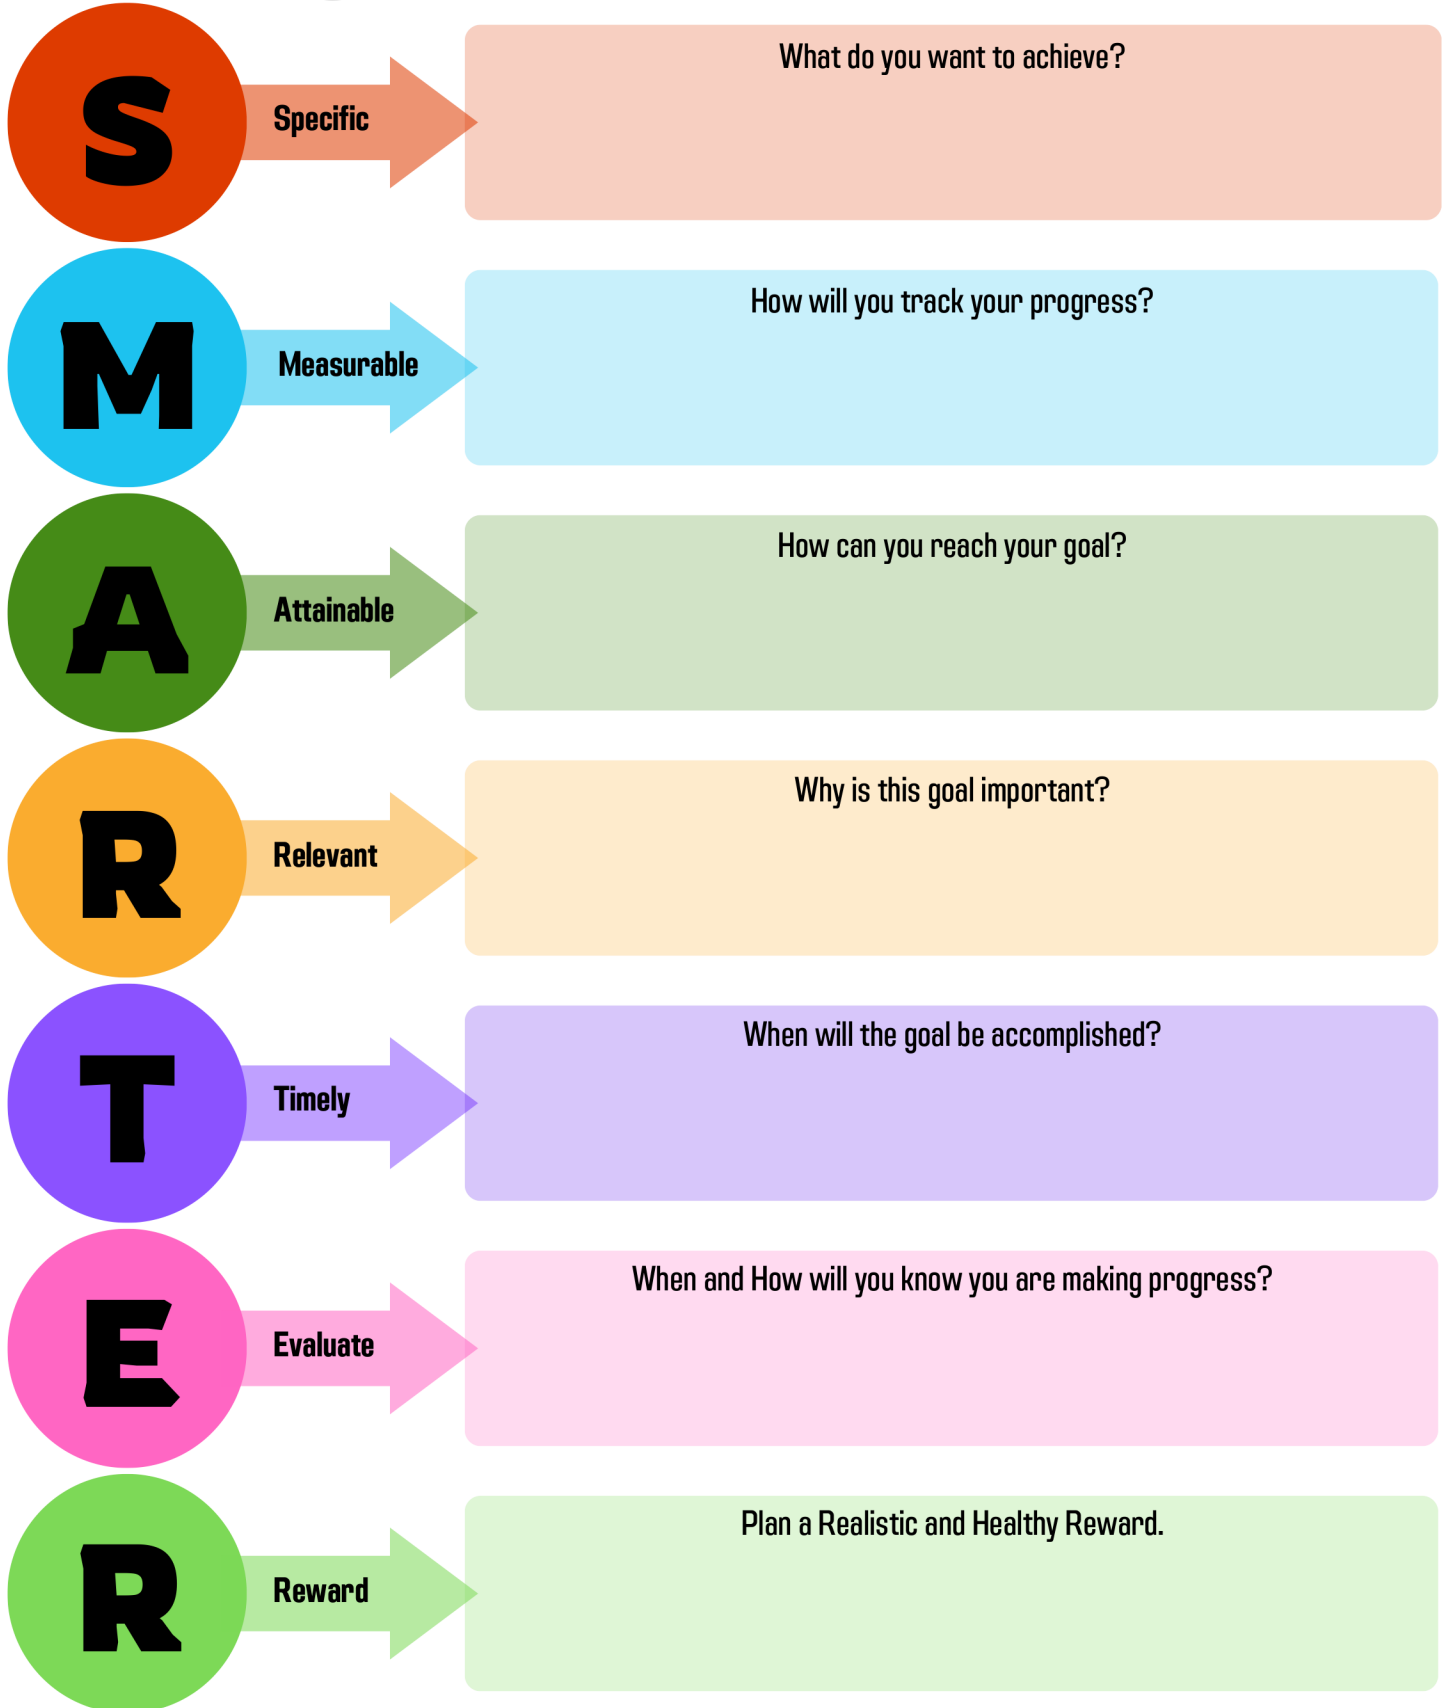 S
Specific
What do you want to achieve?
M
Measurable
How will you track your progress?
A
Attainable
How can you reach your goal?
R
Relevant
Why is this goal important?
T
Timely
When will the goal be accomplished?
E
Evaluate
When and How will you know you are making progress?
R
Reward
Plan a Realistic and Healthy Reward.